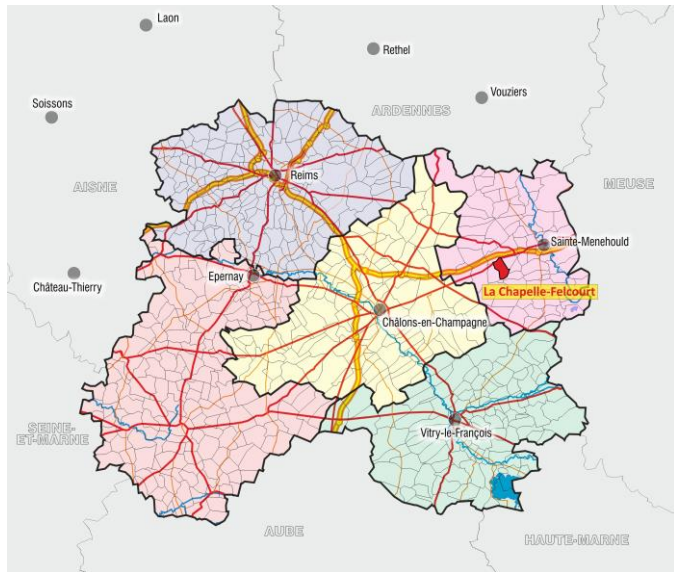 Laon
Rethel
Vouziers
Soissons
ARDENNES
Reims
AISNE
MEUSE
Sainte-Menehould
Château-Thierry
Epernay
La Chapelle-Felcourt
Châlons-en-Champagne
SEINE-
ET-MARNE
Vitry-le-François
AUBE
HAUTE-MARNE